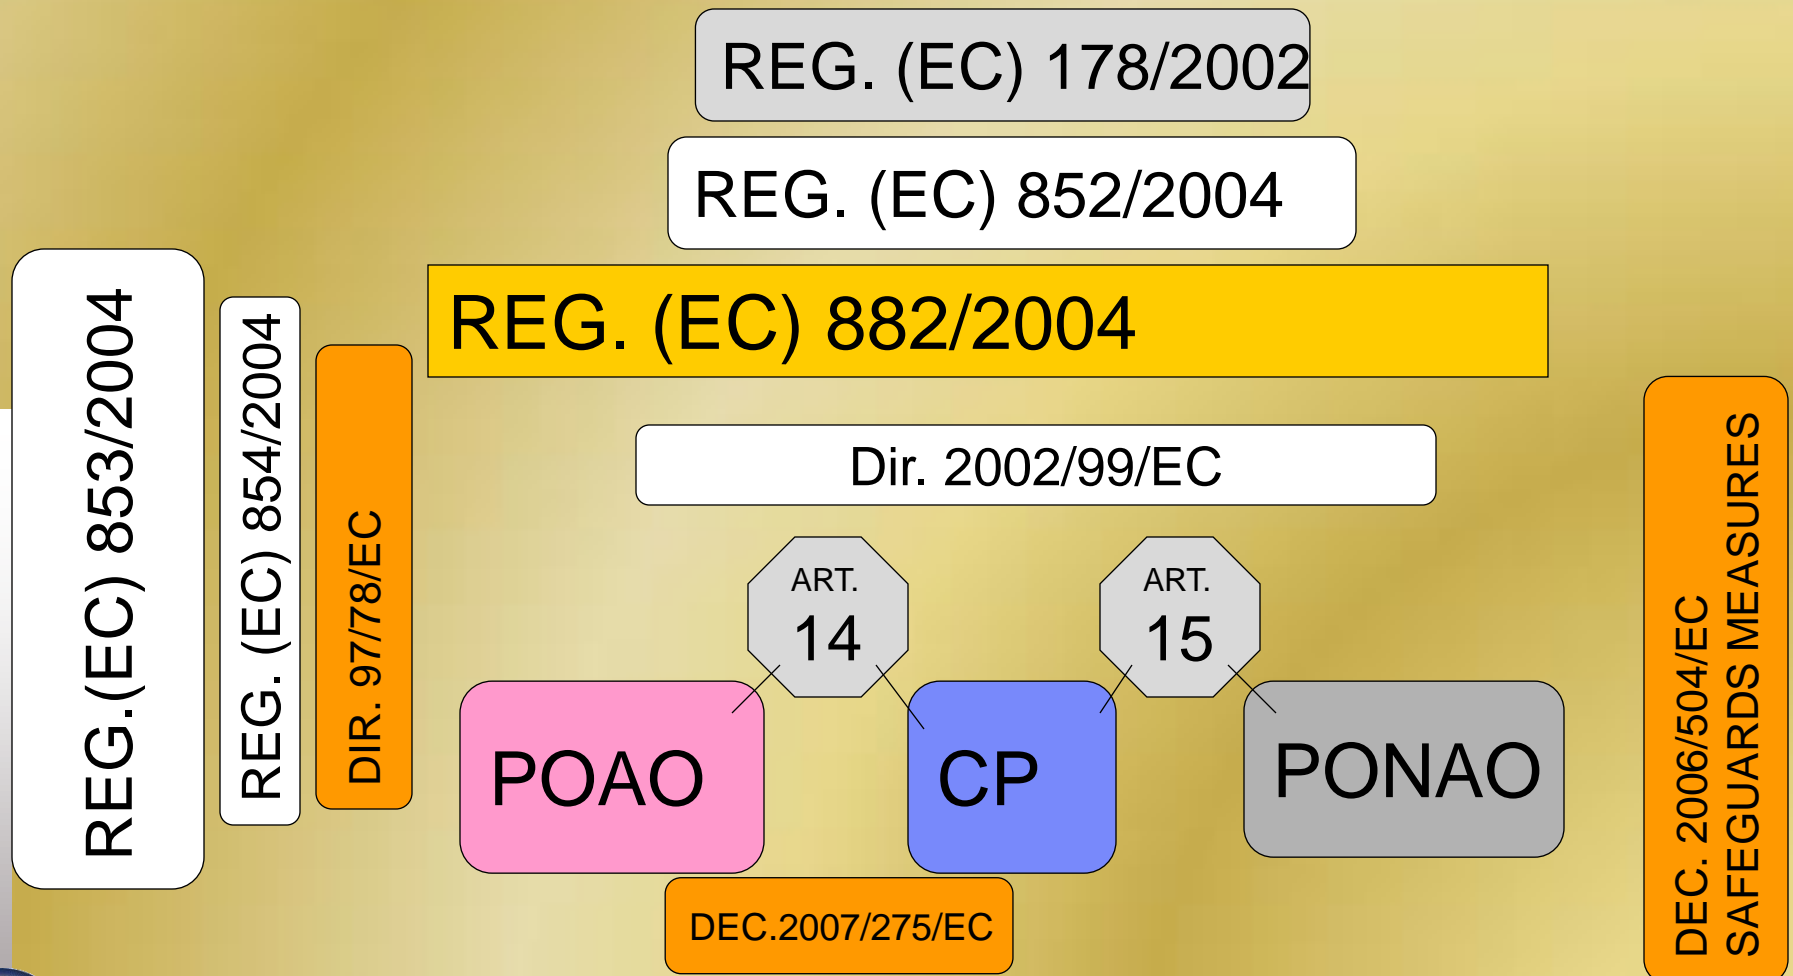 REG. (EC) 178/2002
REG. (EC) 852/2004
REG. (EC) 882/2004
REG.(EC) 853/2004
REG. (EC) 854/2004
DIR. 97/78/EC
Dir. 2002/99/EC
ART.
14
ART.
15
POAO
CP
PONAO
DEC.2007/275/EC
DEC. 2006/504/EC
SAFEGUARDS MEASURES